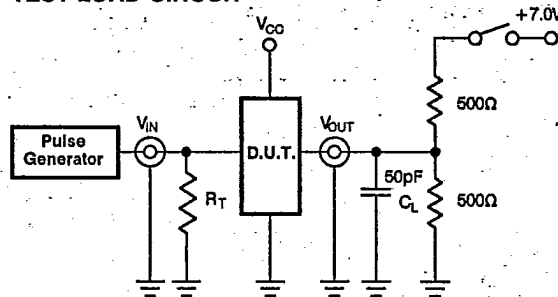 VCC
+7.0V
500Ω
Pulse
Generator
VIN
D.U.T.
VOUT
RT
50pF
CL
500Ω